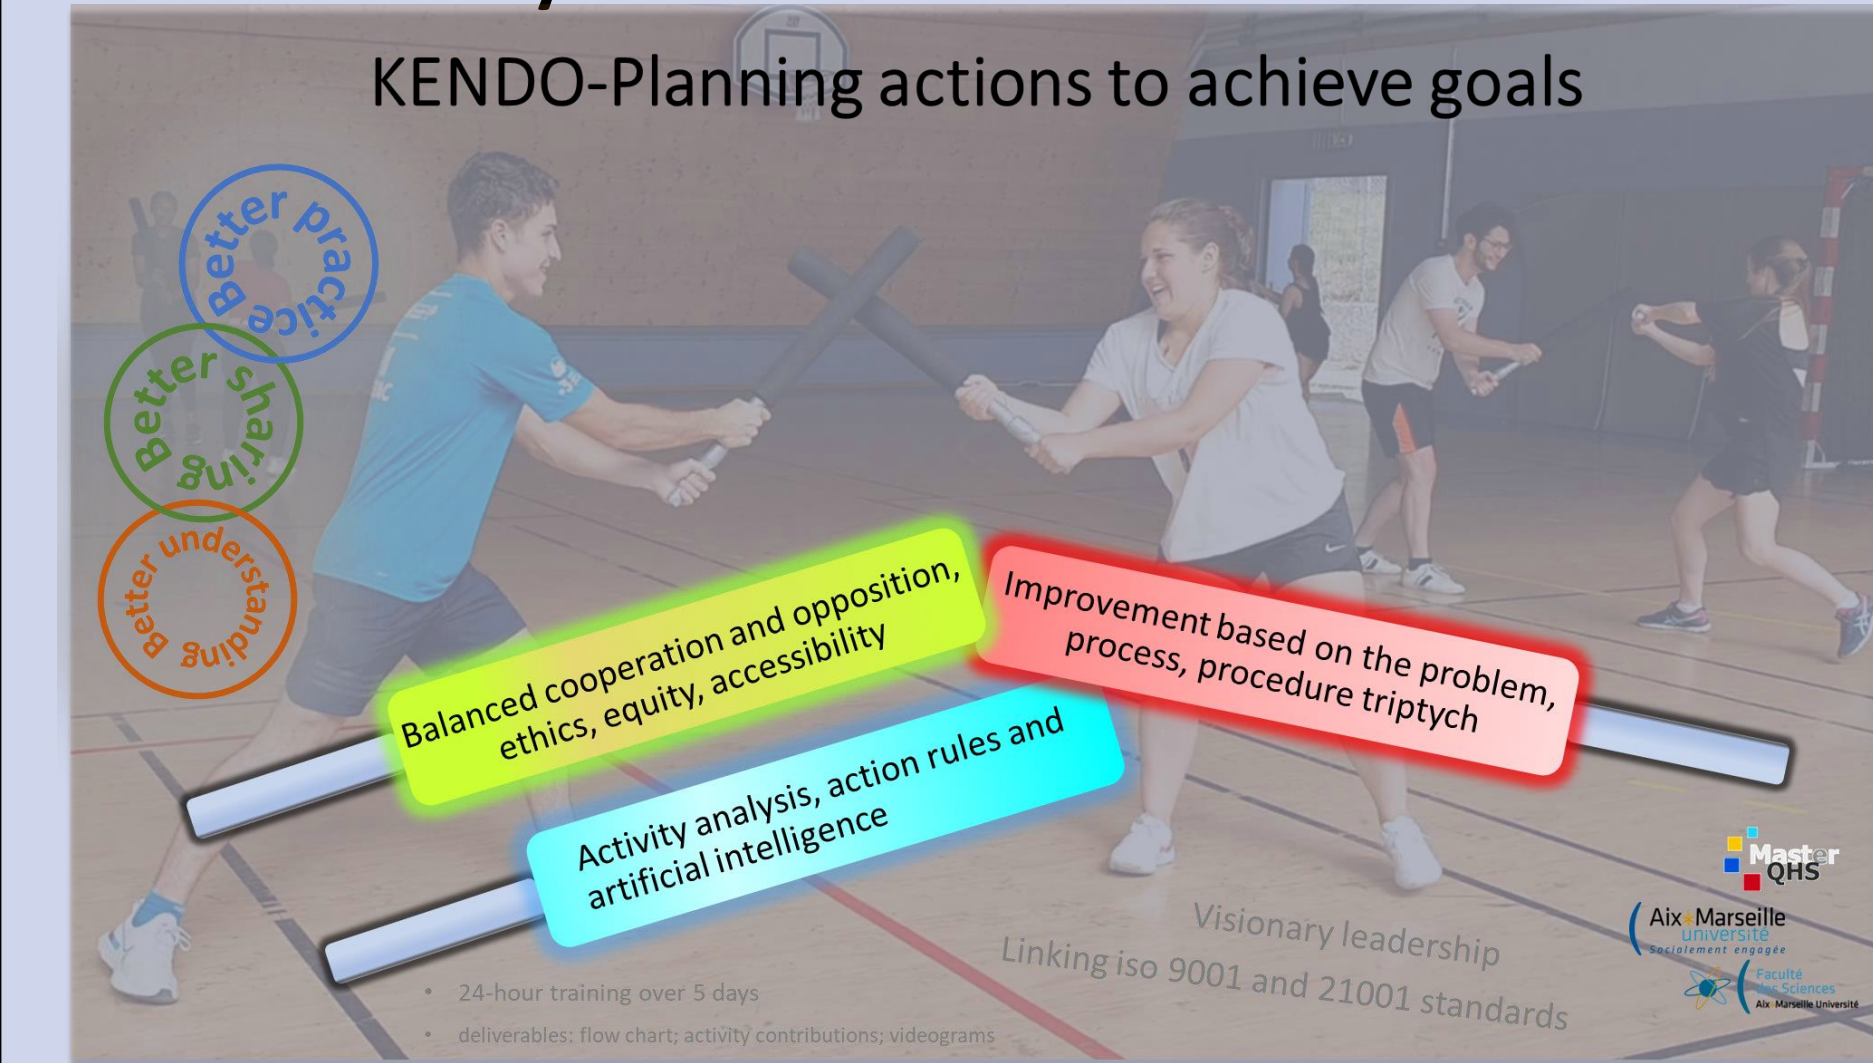 KENDO-Planning actions to achieve goals
Better practice
Better sharing
Better understanding
Balanced cooperation and opposition,
ethics, equity, accessibility
Improvement based on the problem,
process, procedure triptych
Activity analysis, action rules and
artificial intelligence
Visionary leadership
Linking iso 9001 and 21001 standards
• 24-hour training over 5 days
• deliverables: flow chart; activity contributions; videograms
Master
QHS
Aix*Marseille
université
Socialement engagée
Faculté
des Sciences
Aix Marseille Université